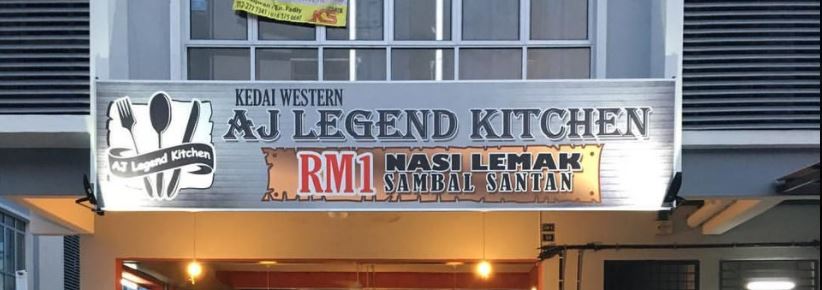 KEDAI WESTERN
AJ LEGEND KITCHEN
AJ Legend Kitchen
RM1 NASI LEMAK
SAMBAL SANTAN